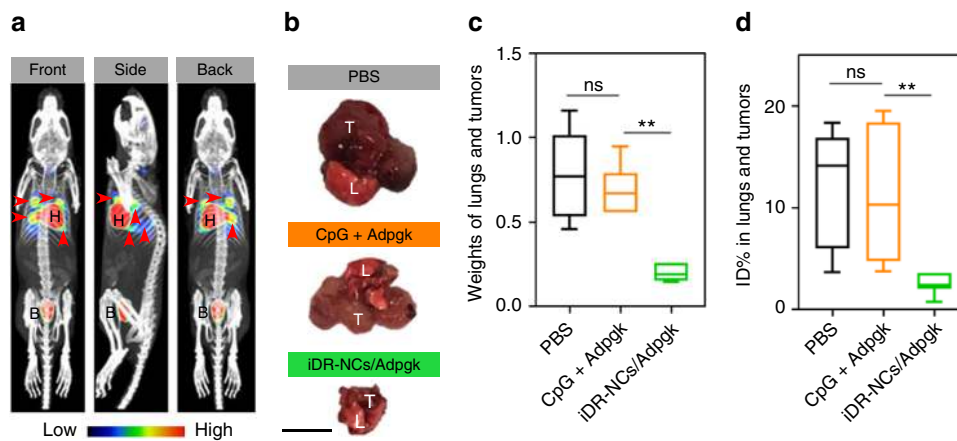 a
Front
Side
Back
H
H
H
B
B
B
Low
High
b
PBS
T
L
CpG + Adpgk
L
T
iDR-NCs/Adpgk
T
L
c
Weights of lungs and tumors
1.5
1.0
0.5
0.0
ns
**
PBS
CpG + Adpgk
iDR-NCs/Adpgk
d
ID% in lungs and tumors
20
10
0
ns
**
PBS
CpG + Adpgk
iDR-NCs/Adpgk